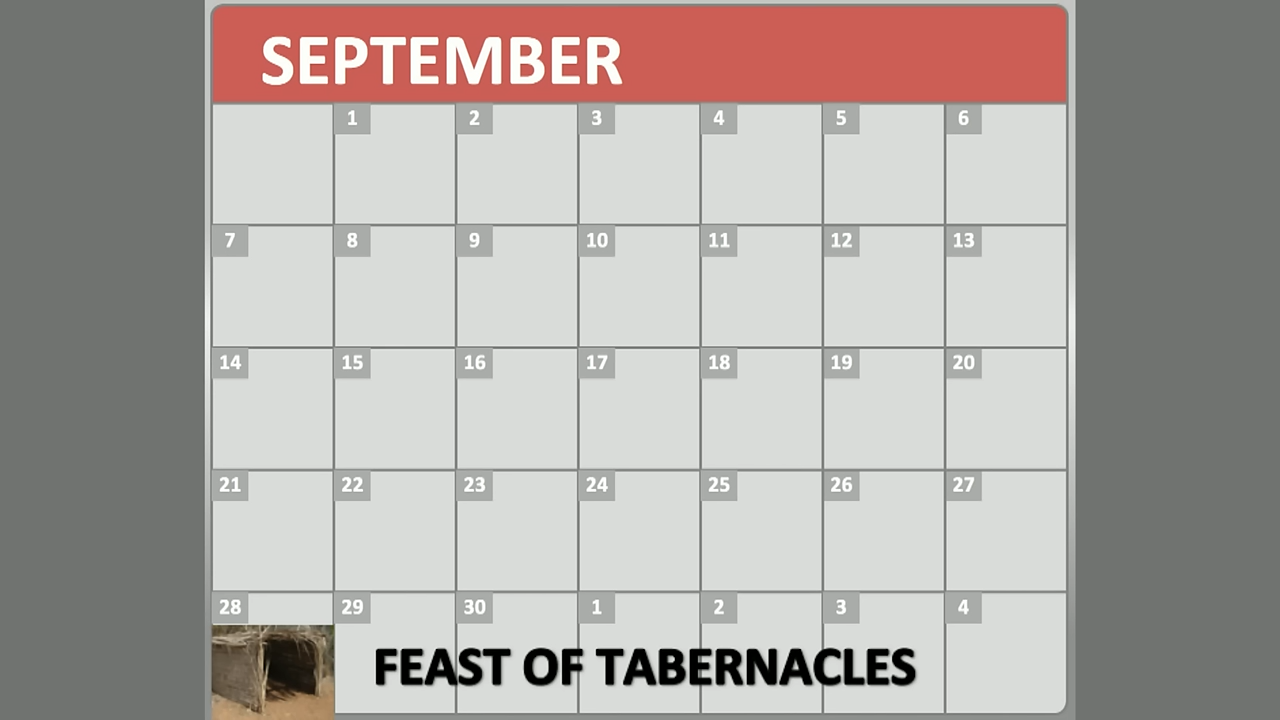 SEPTEMBER
1 2 3 4 5 6
7 8 9 10 11 12 13
14 15 16 17 18 19 20
21 22 23 24 25 26 27
28 29 30 1 2 3 4
FEAST OF TABERNACLES